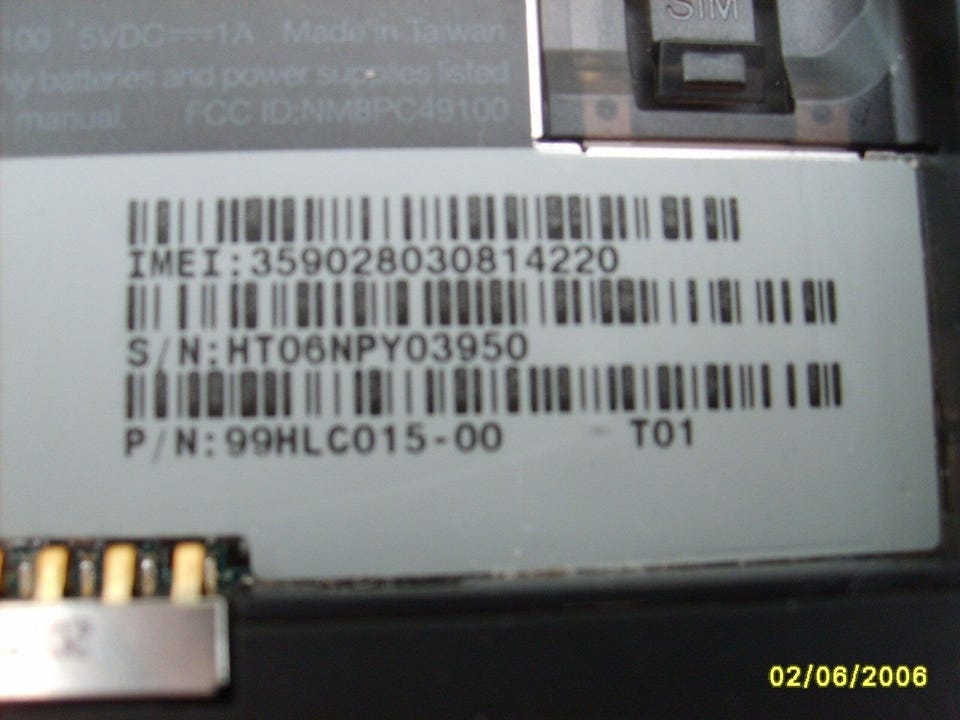 100 5VDC⎓1A Made in Taiwan
batteries and power supplies listed
manual. FCC ID:NM8PC49100
SIM
IMEI:359028030814220
S/N:HT06NPY03950
P/N:99HLC015-00 T01
02/06/2006